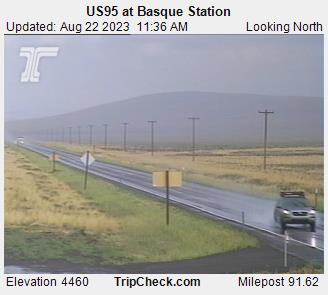 US95 at Basque Station
Updated: Aug 22 2023 11:36 AM Looking North
Elevation 4460 TripCheck.com Milepost 91.62